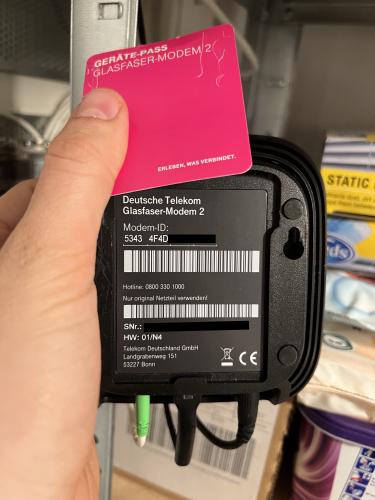 GERÄTE-PASS
GLASFASER-MODEM 2
ERLEBEN, WAS VERBINDET.
Deutsche Telekom
Glasfaser-Modem 2
Modem-ID:
5343 4F4D
Hotline: 0800 330 1000
Nur original Netzteil verwenden!
SNr.:
HW: 01/N4
Telekom Deutschland GmbH
Landgrabenweg 151
53227 Bonn
CE
STATIC